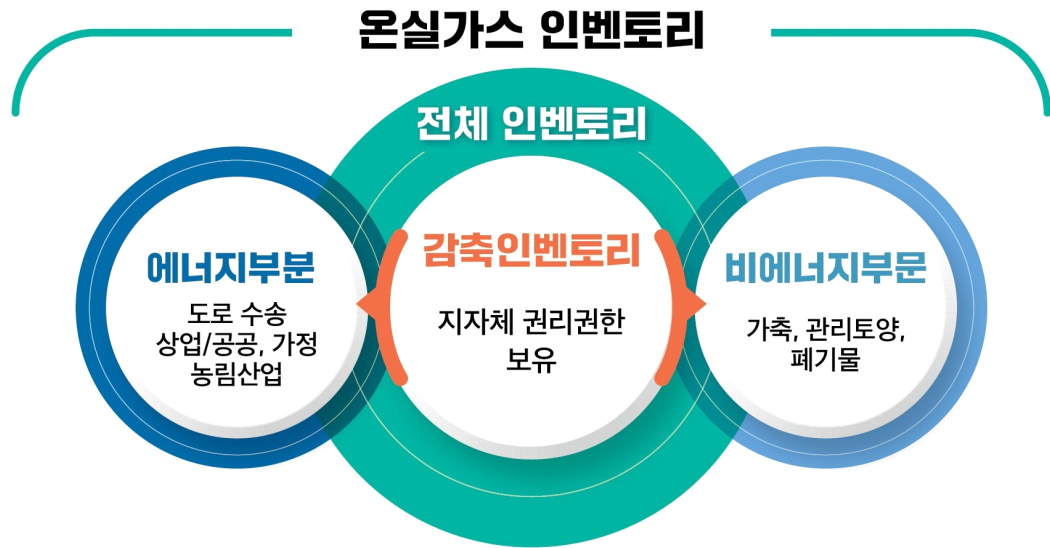 온실가스 인벤토리
전체 인벤토리
에너지부분
도로 수송
상업/공공, 가정
농림산업
감축인벤토리
지자체 권리권한
보유
비에너지부문
가축, 관리토양,
폐기물